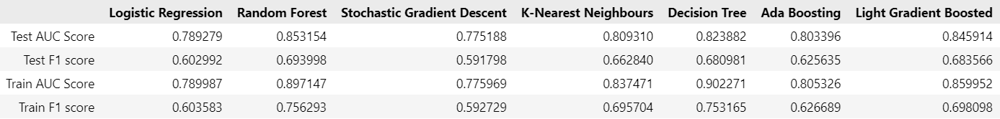 Logistic Regression Random Forest Stochastic Gradient Descent K-Nearest Neighbours Decision Tree Ada Boosting Light Gradient Boosted
Test AUC Score 0.789279 0.853154 0.775188 0.809310 0.823882 0.803396 0.845914
Test F1 score 0.602992 0.693998 0.591798 0.662840 0.680981 0.625635 0.683566
Train AUC Score 0.789987 0.897147 0.775969 0.837471 0.902271 0.805326 0.859952
Train F1 score 0.603583 0.756293 0.592729 0.695704 0.753165 0.626689 0.698098